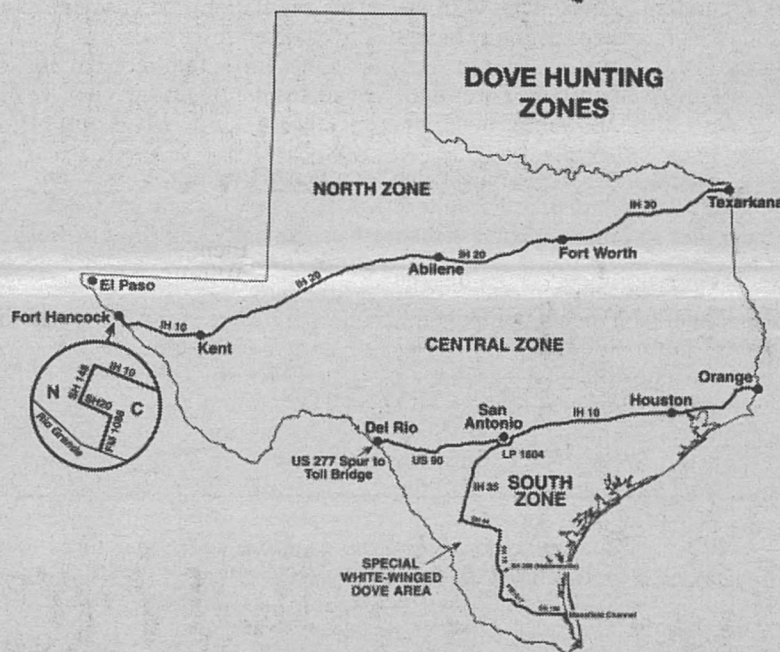 DOVE HUNTING
ZONES
NORTH ZONE
IH 30
Texarkana
IH 20
Fort Worth
Abilene
IH 20
El Paso
Fort Hancock
IH 10
Kent
CENTRAL ZONE
N
SH 148
IH 10
SH20
C
FM 1088
Rio Grande
Orange
Houston
IH 10
San
Antonio
Del Rio
US 90
LP 1604
US 277 Spur to
Toll Bridge
IH 35
SOUTH
ZONE
SH 44
SPECIAL
WHITE-WINGED
DOVE AREA
Mansfield Channel